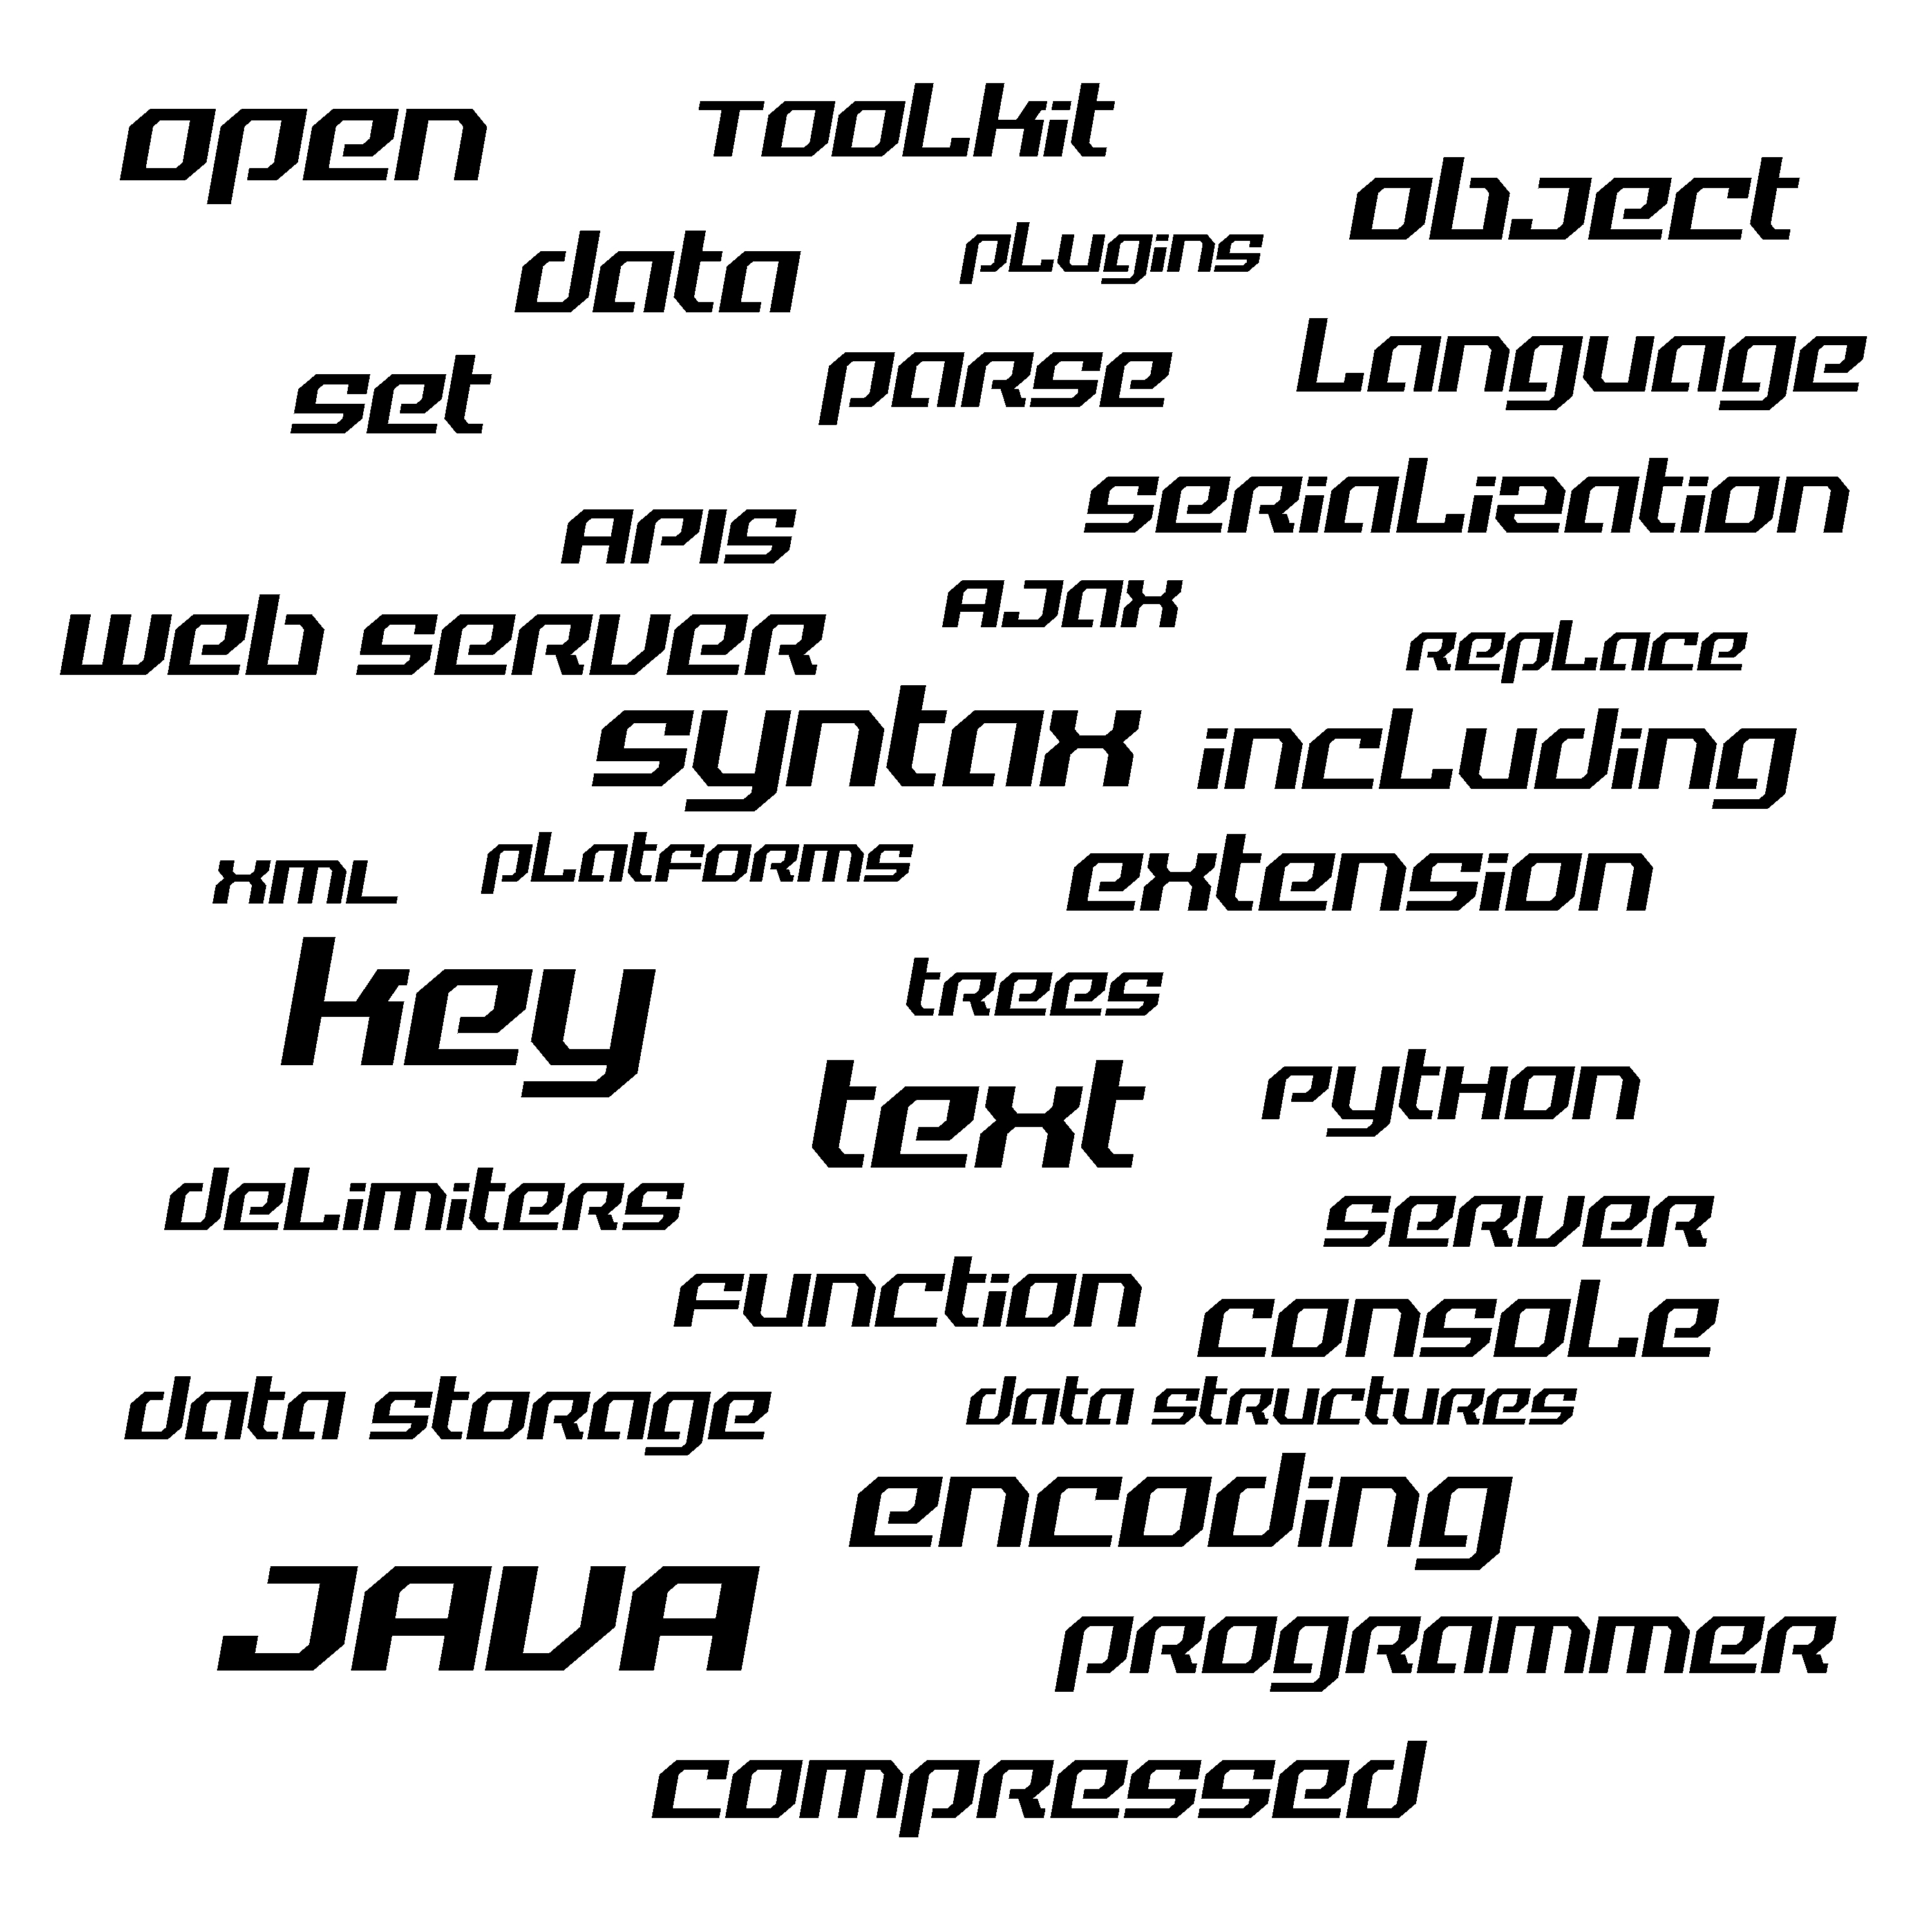 open
Toolkit
object
data
plugins
set
parse
Language
serialization
APIs
Ajax
web server
replace
syntax
including
XML
platforms
extension
key
trees
text
Python
delimiters
server
function
console
data storage
data structures
encoding
JAVA
programmer
compressed